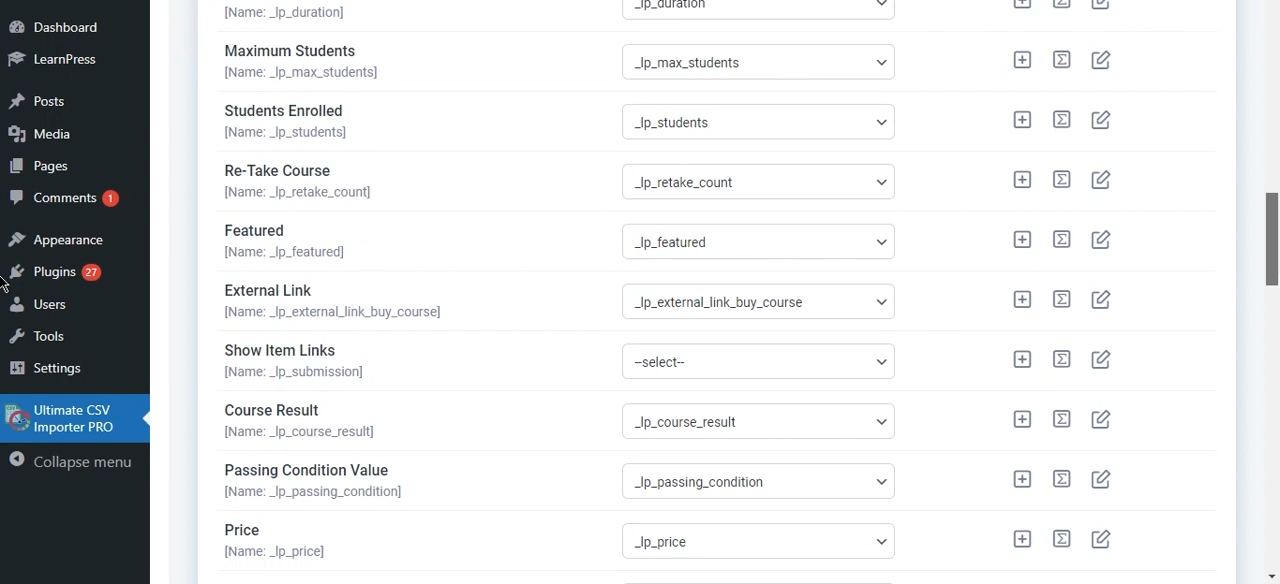 Dashboard
LearnPress
Posts
Media
Pages
Comments 1
Appearance
Plugins 27
Users
Tools
Settings
Ultimate CSV
Importer PRO
Collapse menu
[Name: _lp_duration]
_lp_duration
Maximum Students
[Name: _lp_max_students]
_lp_max_students
Students Enrolled
[Name: _lp_students]
_lp_students
Re-Take Course
[Name: _lp_retake_count]
_lp_retake_count
Featured
[Name: _lp_featured]
_lp_featured
External Link
[Name: _lp_external_link_buy_course]
_lp_external_link_buy_course
Show Item Links
[Name: _lp_submission]
--select--
Course Result
[Name: _lp_course_result]
_lp_course_result
Passing Condition Value
[Name: _lp_passing_condition]
_lp_passing_condition
Price
[Name: _lp_price]
_lp_price